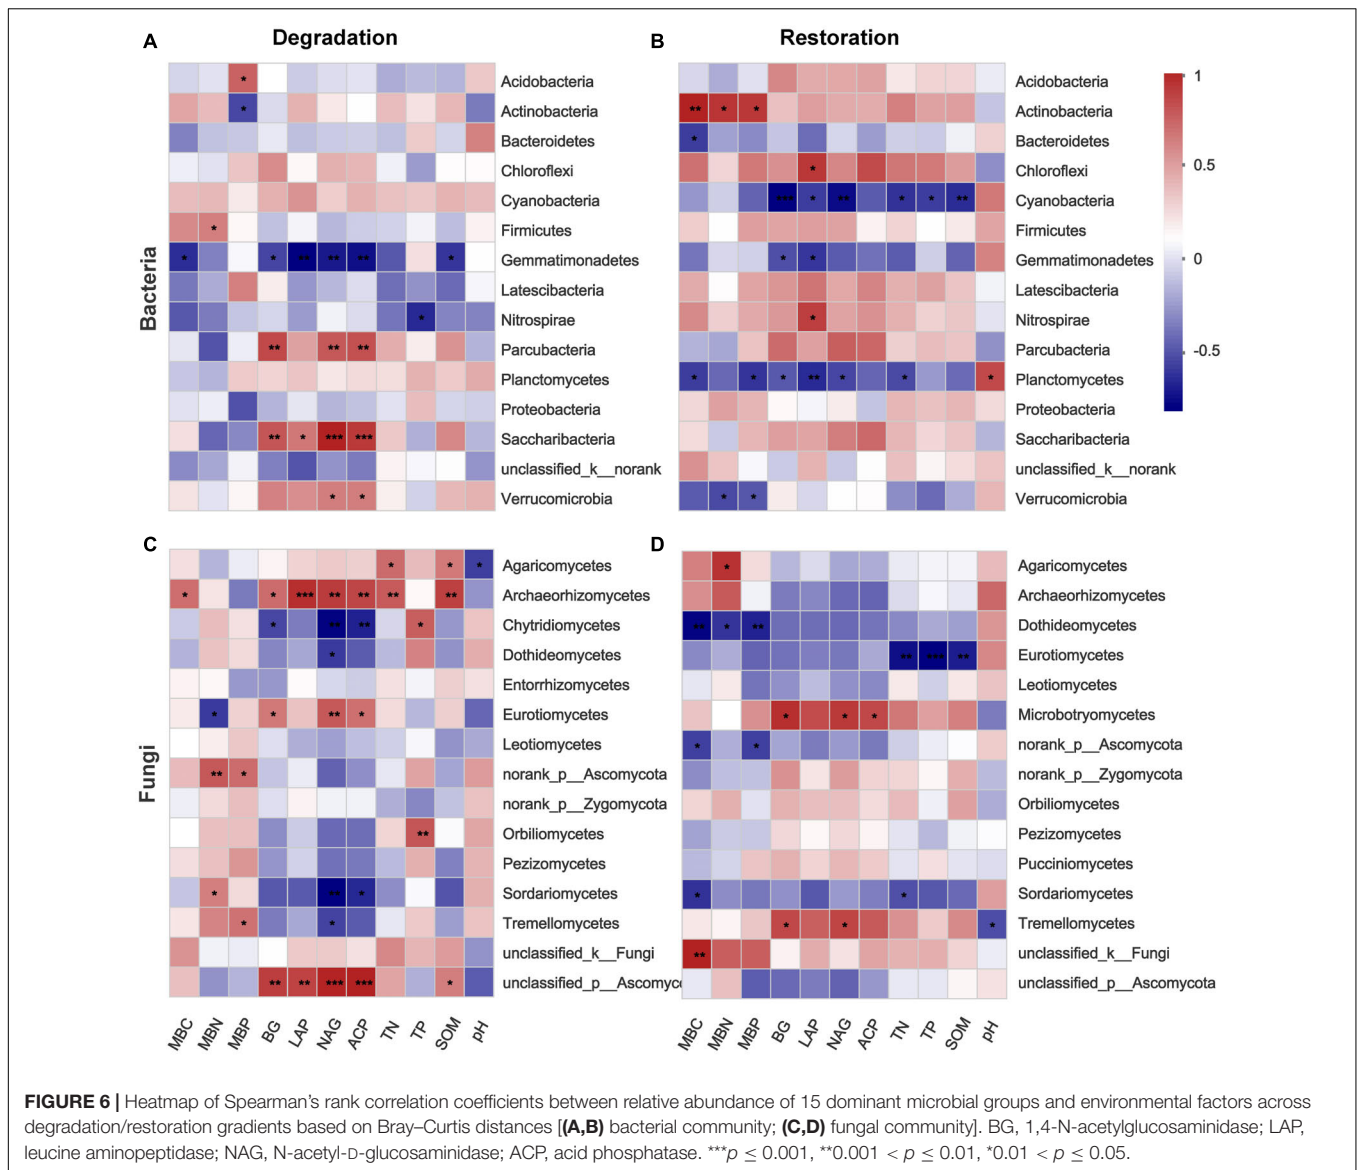 A Degradation
B Restoration
Bacteria
* Acidobacteria
* Actinobacteria
Bacteroidetes
Chloroflexi
Cyanobacteria
* Firmicutes
* * ** ** ** * Gemmatimonadetes
Latescibacteria
* Nitrospirae
** ** ** Parcubacteria
Planctomycetes
Proteobacteria
** * *** *** Saccharibacteria
unclassified_k__norank
* * Verrucomicrobia
Acidobacteria
** * * Actinobacteria
* Bacteroidetes
* Chloroflexi
*** * ** * * ** Cyanobacteria
Firmicutes
* * Gemmatimonadetes
Latescibacteria
* Nitrospirae
Parcubacteria
* * * ** * * * Planctomycetes
Proteobacteria
Saccharibacteria
unclassified_k__norank
* * Verrucomicrobia
1
0.5
0
-0.5
C
Fungi
* * * Agaricomycetes
* * *** ** ** ** ** Archaeorhizomycetes
* ** ** * Chytridiomycetes
* Dothideomycetes
Entorrhizomycetes
* * ** * Eurotiomycetes
Leotiomycetes
** * norank_p__Ascomycota
norank_p__Zygomycota
** Orbiliomycetes
Pezizomycetes
* ** * Sordariomycetes
* * Tremellomycetes
unclassified_k__Fungi
** ** *** *** * unclassified_p__Ascomyc
MBC MBN MBP BG LAP NAG ACP TN TP SOM pH
D
* Agaricomycetes
Archaeorhizomycetes
** * ** Dothideomycetes
** *** ** Eurotiomycetes
Leotiomycetes
* * * Microbotryomycetes
* * norank_p__Ascomycota
norank_p__Zygomycota
Orbiliomycetes
Pezizomycetes
Pucciniomycetes
* * Sordariomycetes
* * * Tremellomycetes
** unclassified_k__Fungi
unclassified_p__Ascomycota
MBC MBN MBP BG LAP NAG ACP TN TP SOM pH
FIGURE 6 | Heatmap of Spearman’s rank correlation coefficients between relative abundance of 15 dominant microbial groups and environmental factors across
degradation/restoration gradients based on Bray–Curtis distances [(A,B) bacterial community; (C,D) fungal community]. BG, 1,4-N-acetylglucosaminidase; LAP,
leucine aminopeptidase; NAG, N-acetyl-D-glucosaminidase; ACP, acid phosphatase. ***p ≤ 0.001, **0.001 < p ≤ 0.01, *0.01 < p ≤ 0.05.